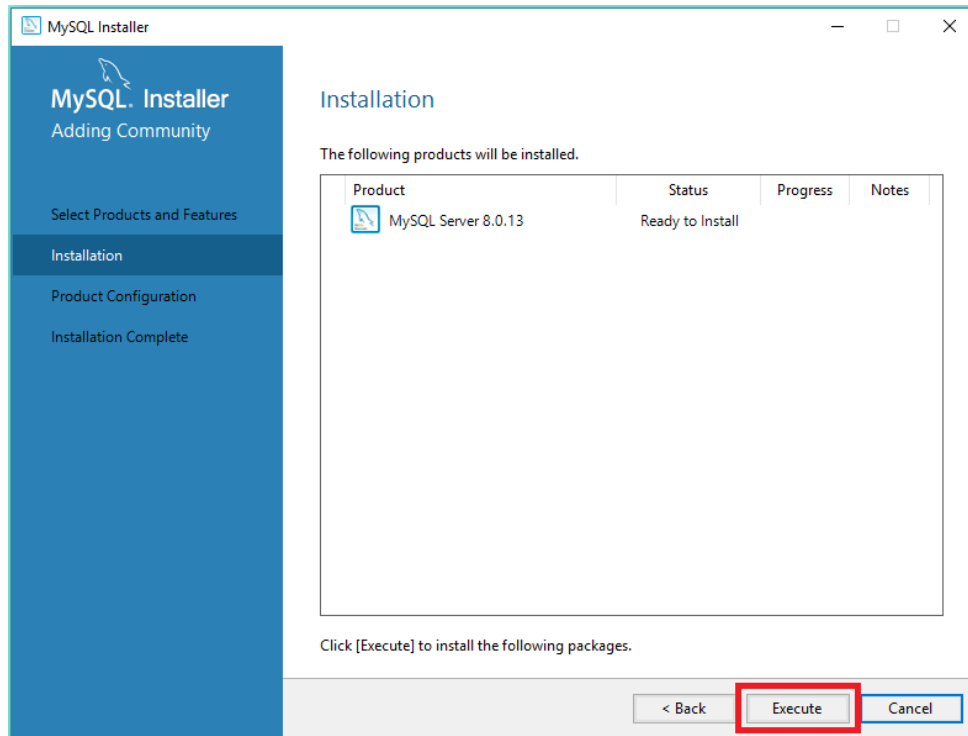 MySQL Installer
MySQL. Installer
Adding Community
Select Products and Features
Installation
Product Configuration
Installation Complete
Installation
The following products will be installed.
Product Status Progress Notes
MySQL Server 8.0.13 Ready to Install
Click [Execute] to install the following packages.
< Back Execute Cancel